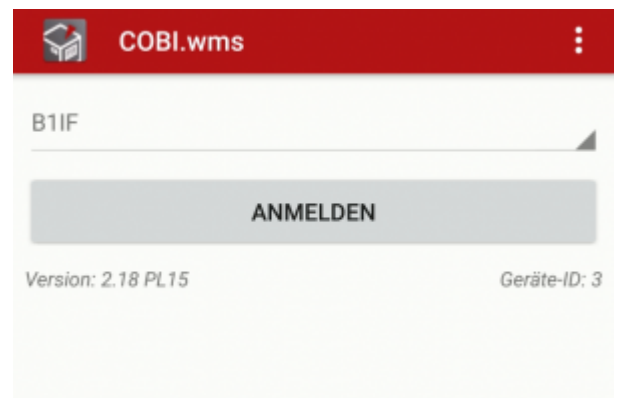 COBI.wms
B1IF
ANMELDEN
Version: 2.18 PL15
Geräte-ID: 3